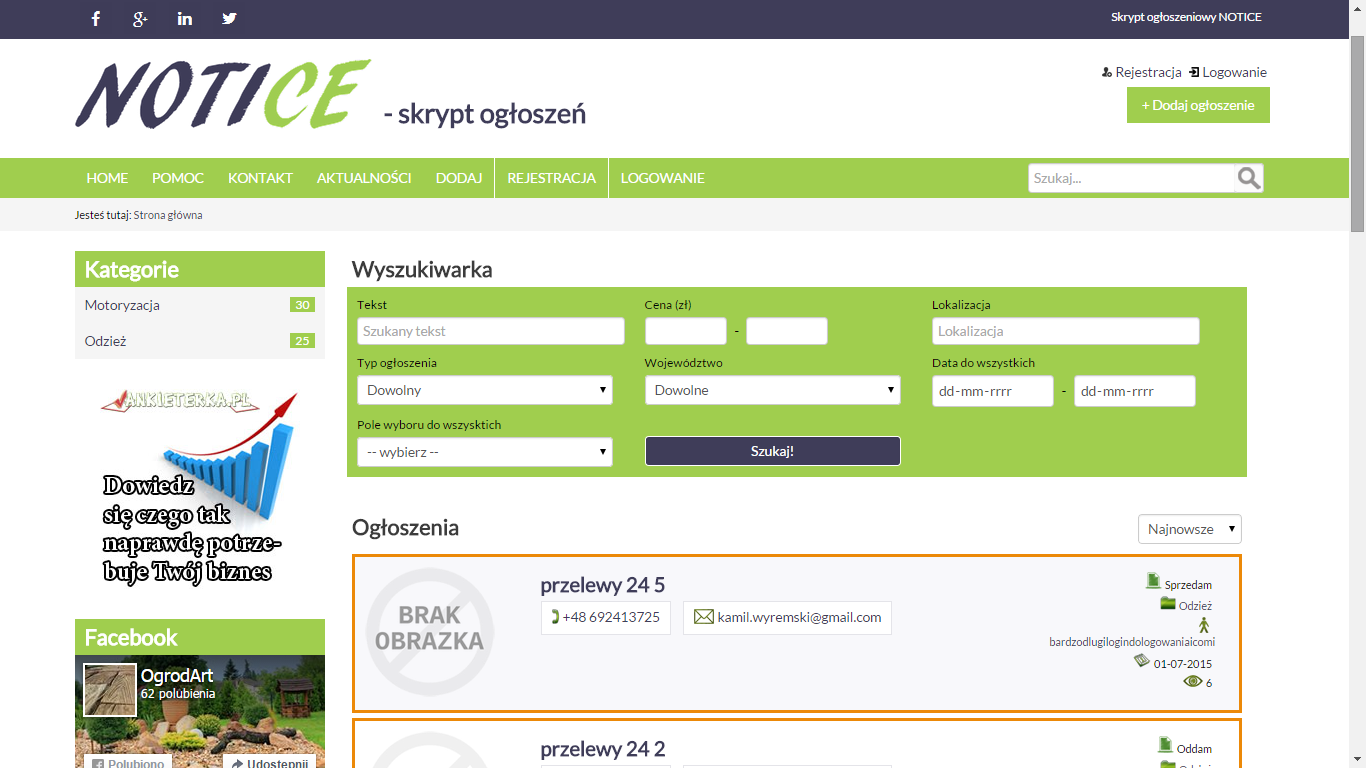 Skrypt ogłoszeniowy NOTICE
NOTICE - skrypt ogłoszeń
Rejestracja Logowanie
+ Dodaj ogłoszenie
HOME POMOC KONTAKT AKTUALNOŚCI DODAJ REJESTRACJA LOGOWANIE Szukaj...
Jesteś tutaj: Strona główna
Kategorie
Motoryzacja 30
Odzież 25
ANKIETERKA.PL
Dowiedz
się czego tak
naprawdę potrze-
buje Twój biznes
Facebook
OgrodArt
62 polubienia
Polubiono Udostępnij
Wyszukiwarka
Tekst Cena (zł) Lokalizacja
Szukany tekst - Lokalizacja
Typ ogłoszenia Województwo Data do wszystkich
Dowolny Dowolne dd-mm-rrrr - dd-mm-rrrr
Pole wyboru do wszysktich
-- wybierz -- Szukaj!
Ogłoszenia Najnowsze
BRAK
OBRAZKA
przelewy 24 5
+48 692413725 kamil.wyremski@gmail.com
Sprzedam
Odzież
bardzodlugilogindologowaniaicomi
01-07-2015
6
przelewy 24 2
Oddam